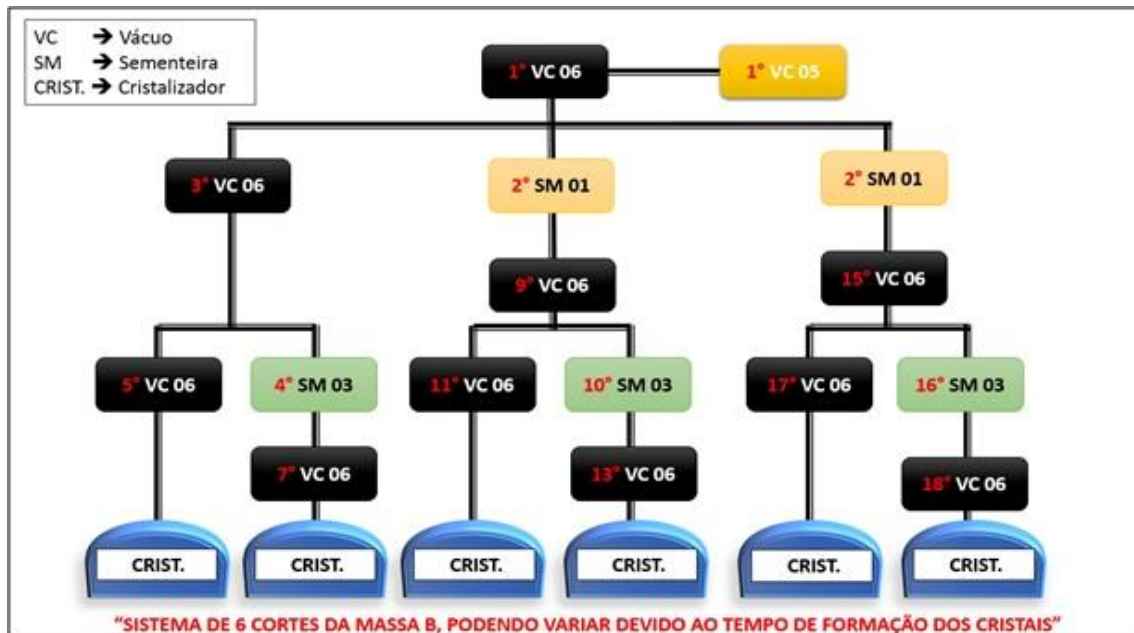 VC → Vácuo
SM → Sementeira
CRIST. → Cristalizador
1° VC 06
1° VC 05
3° VC 06
2° SM 01
2° SM 01
9° VC 06
15° VC 06
5° VC 06
4° SM 03
11° VC 06
10° SM 03
17° VC 06
16° SM 03
7° VC 06
13° VC 06
18° VC 06
CRIST.
CRIST.
CRIST.
CRIST.
CRIST.
CRIST.
“SISTEMA DE 6 CORTES DA MASSA B, PODENDO VARIAR DEVIDO AO TEMPO DE FORMAÇÃO DOS CRISTAIS”